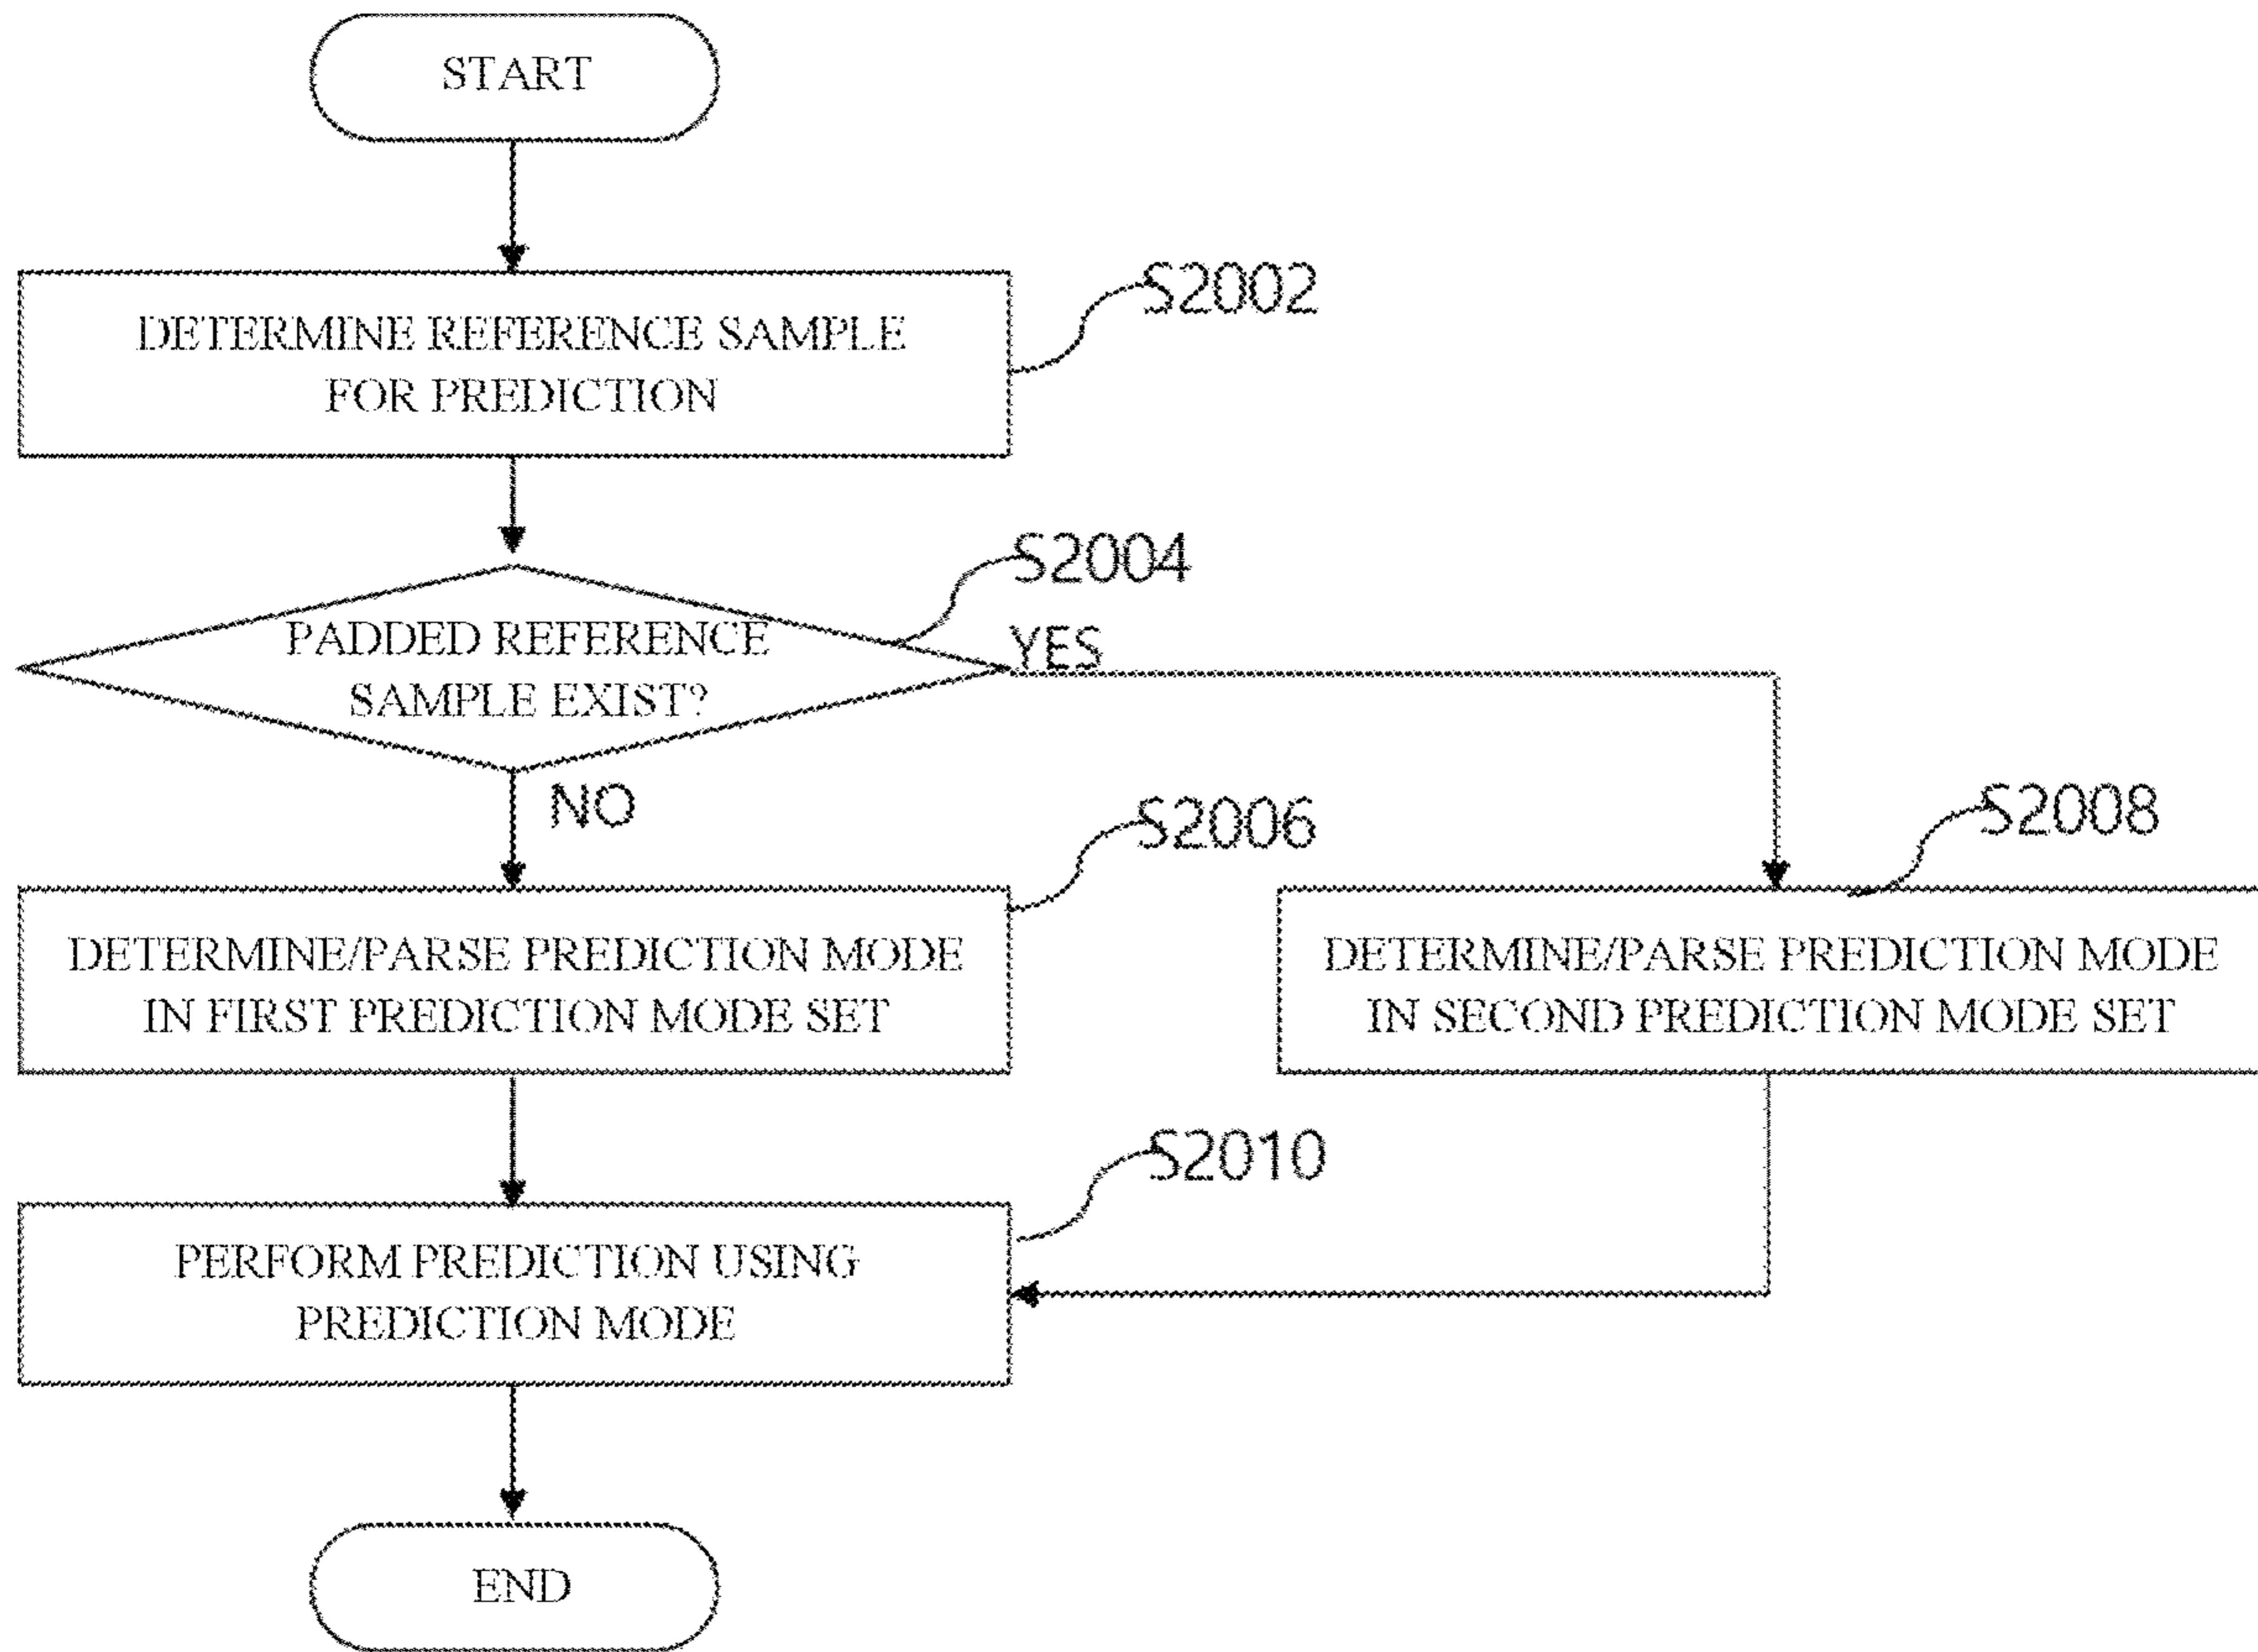 START
S2002
DETERMINE REFERENCE SAMPLE
FOR PREDICTION
S2004
PADDED REFERENCE
SAMPLE EXIST?
YES
NO
S2006
S2008
DETERMINE/PARSE PREDICTION MODE
IN FIRST PREDICTION MODE SET
DETERMINE/PARSE PREDICTION MODE
IN SECOND PREDICTION MODE SET
S2010
PERFORM PREDICTION USING
PREDICTION MODE
END